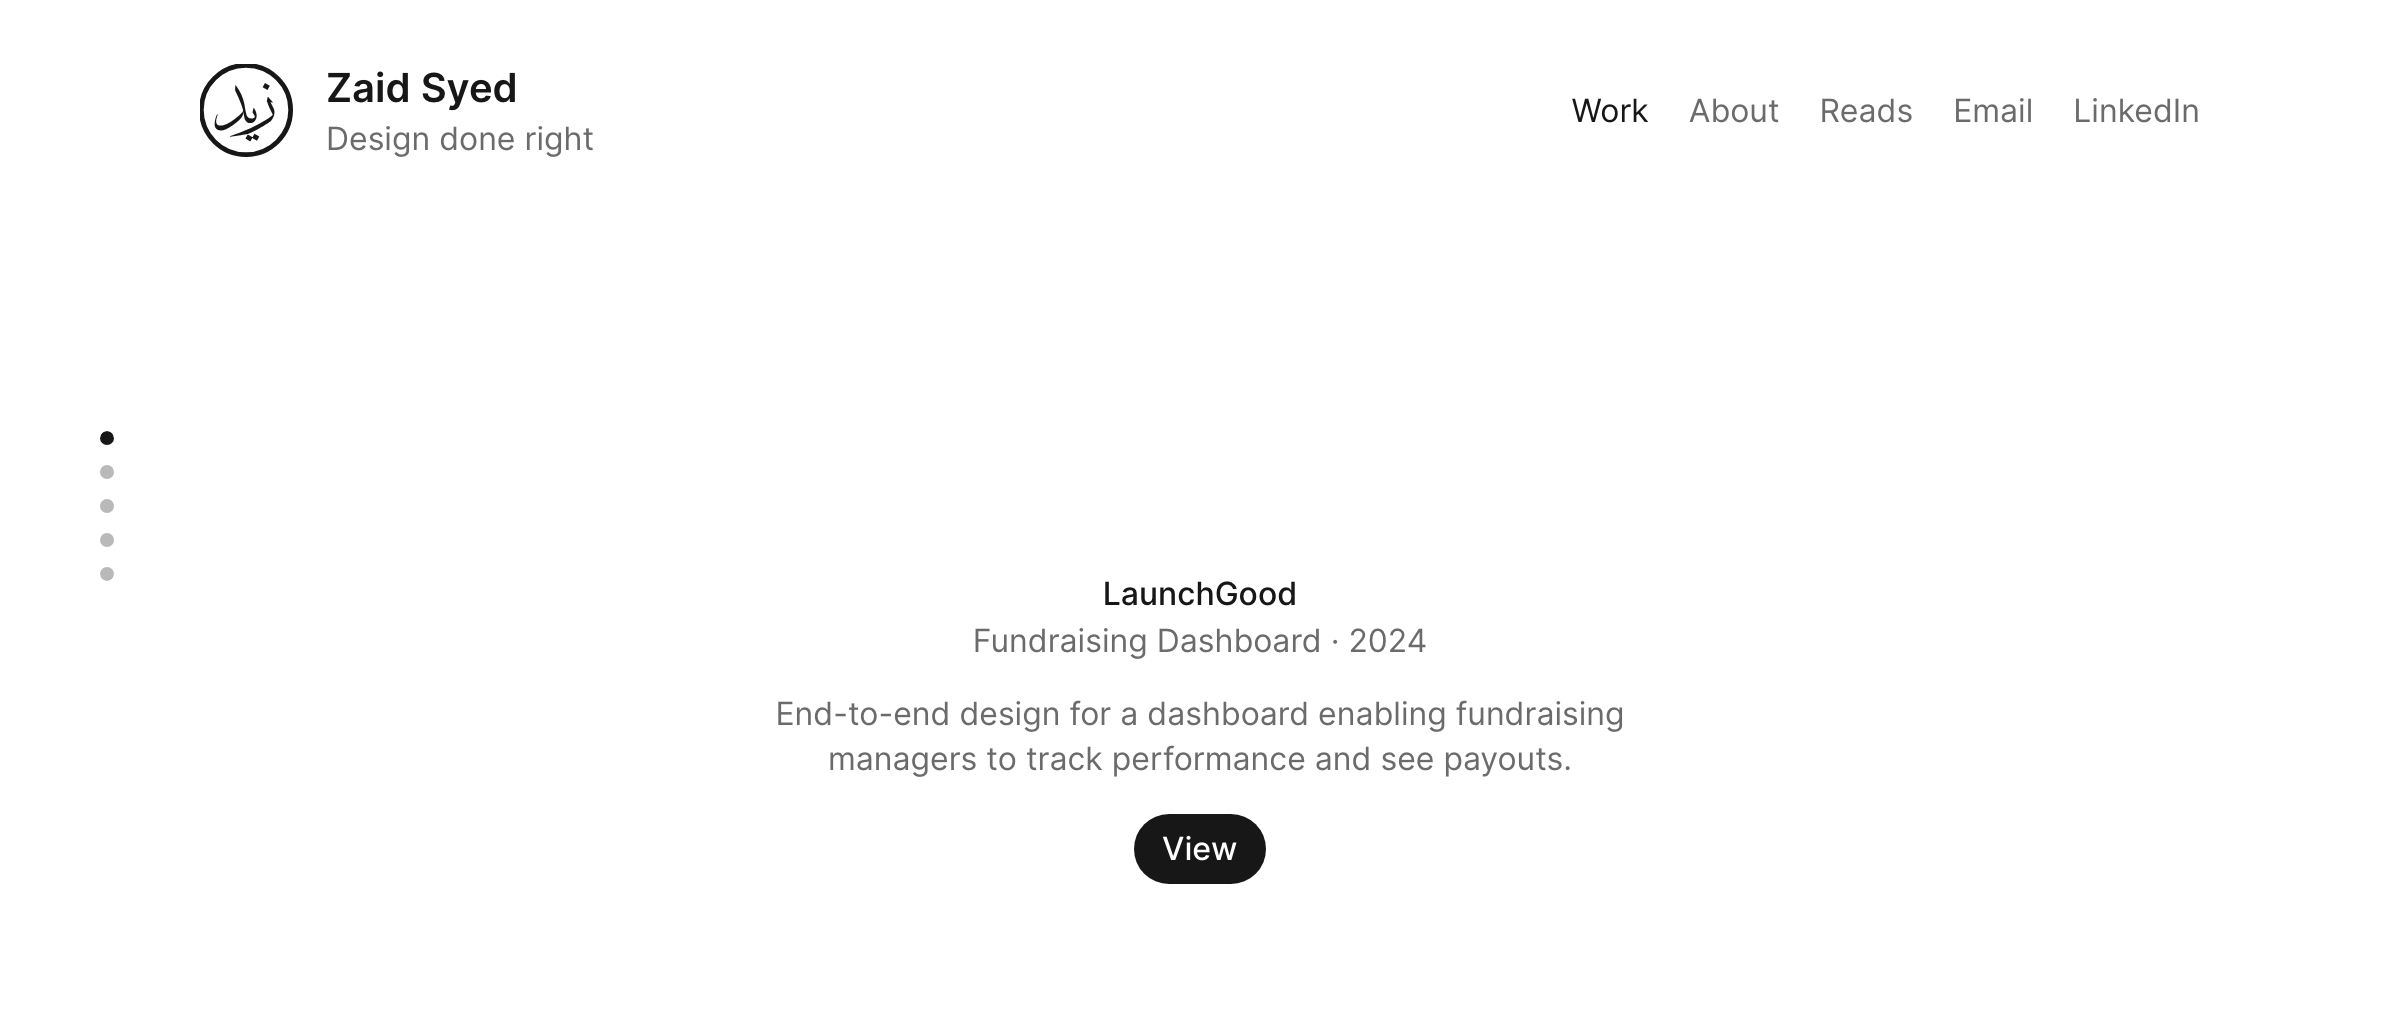 زيد
Zaid Syed
Design done right
Work About Reads Email LinkedIn
LaunchGood
Fundraising Dashboard · 2024
End-to-end design for a dashboard enabling fundraising
managers to track performance and see payouts.
View